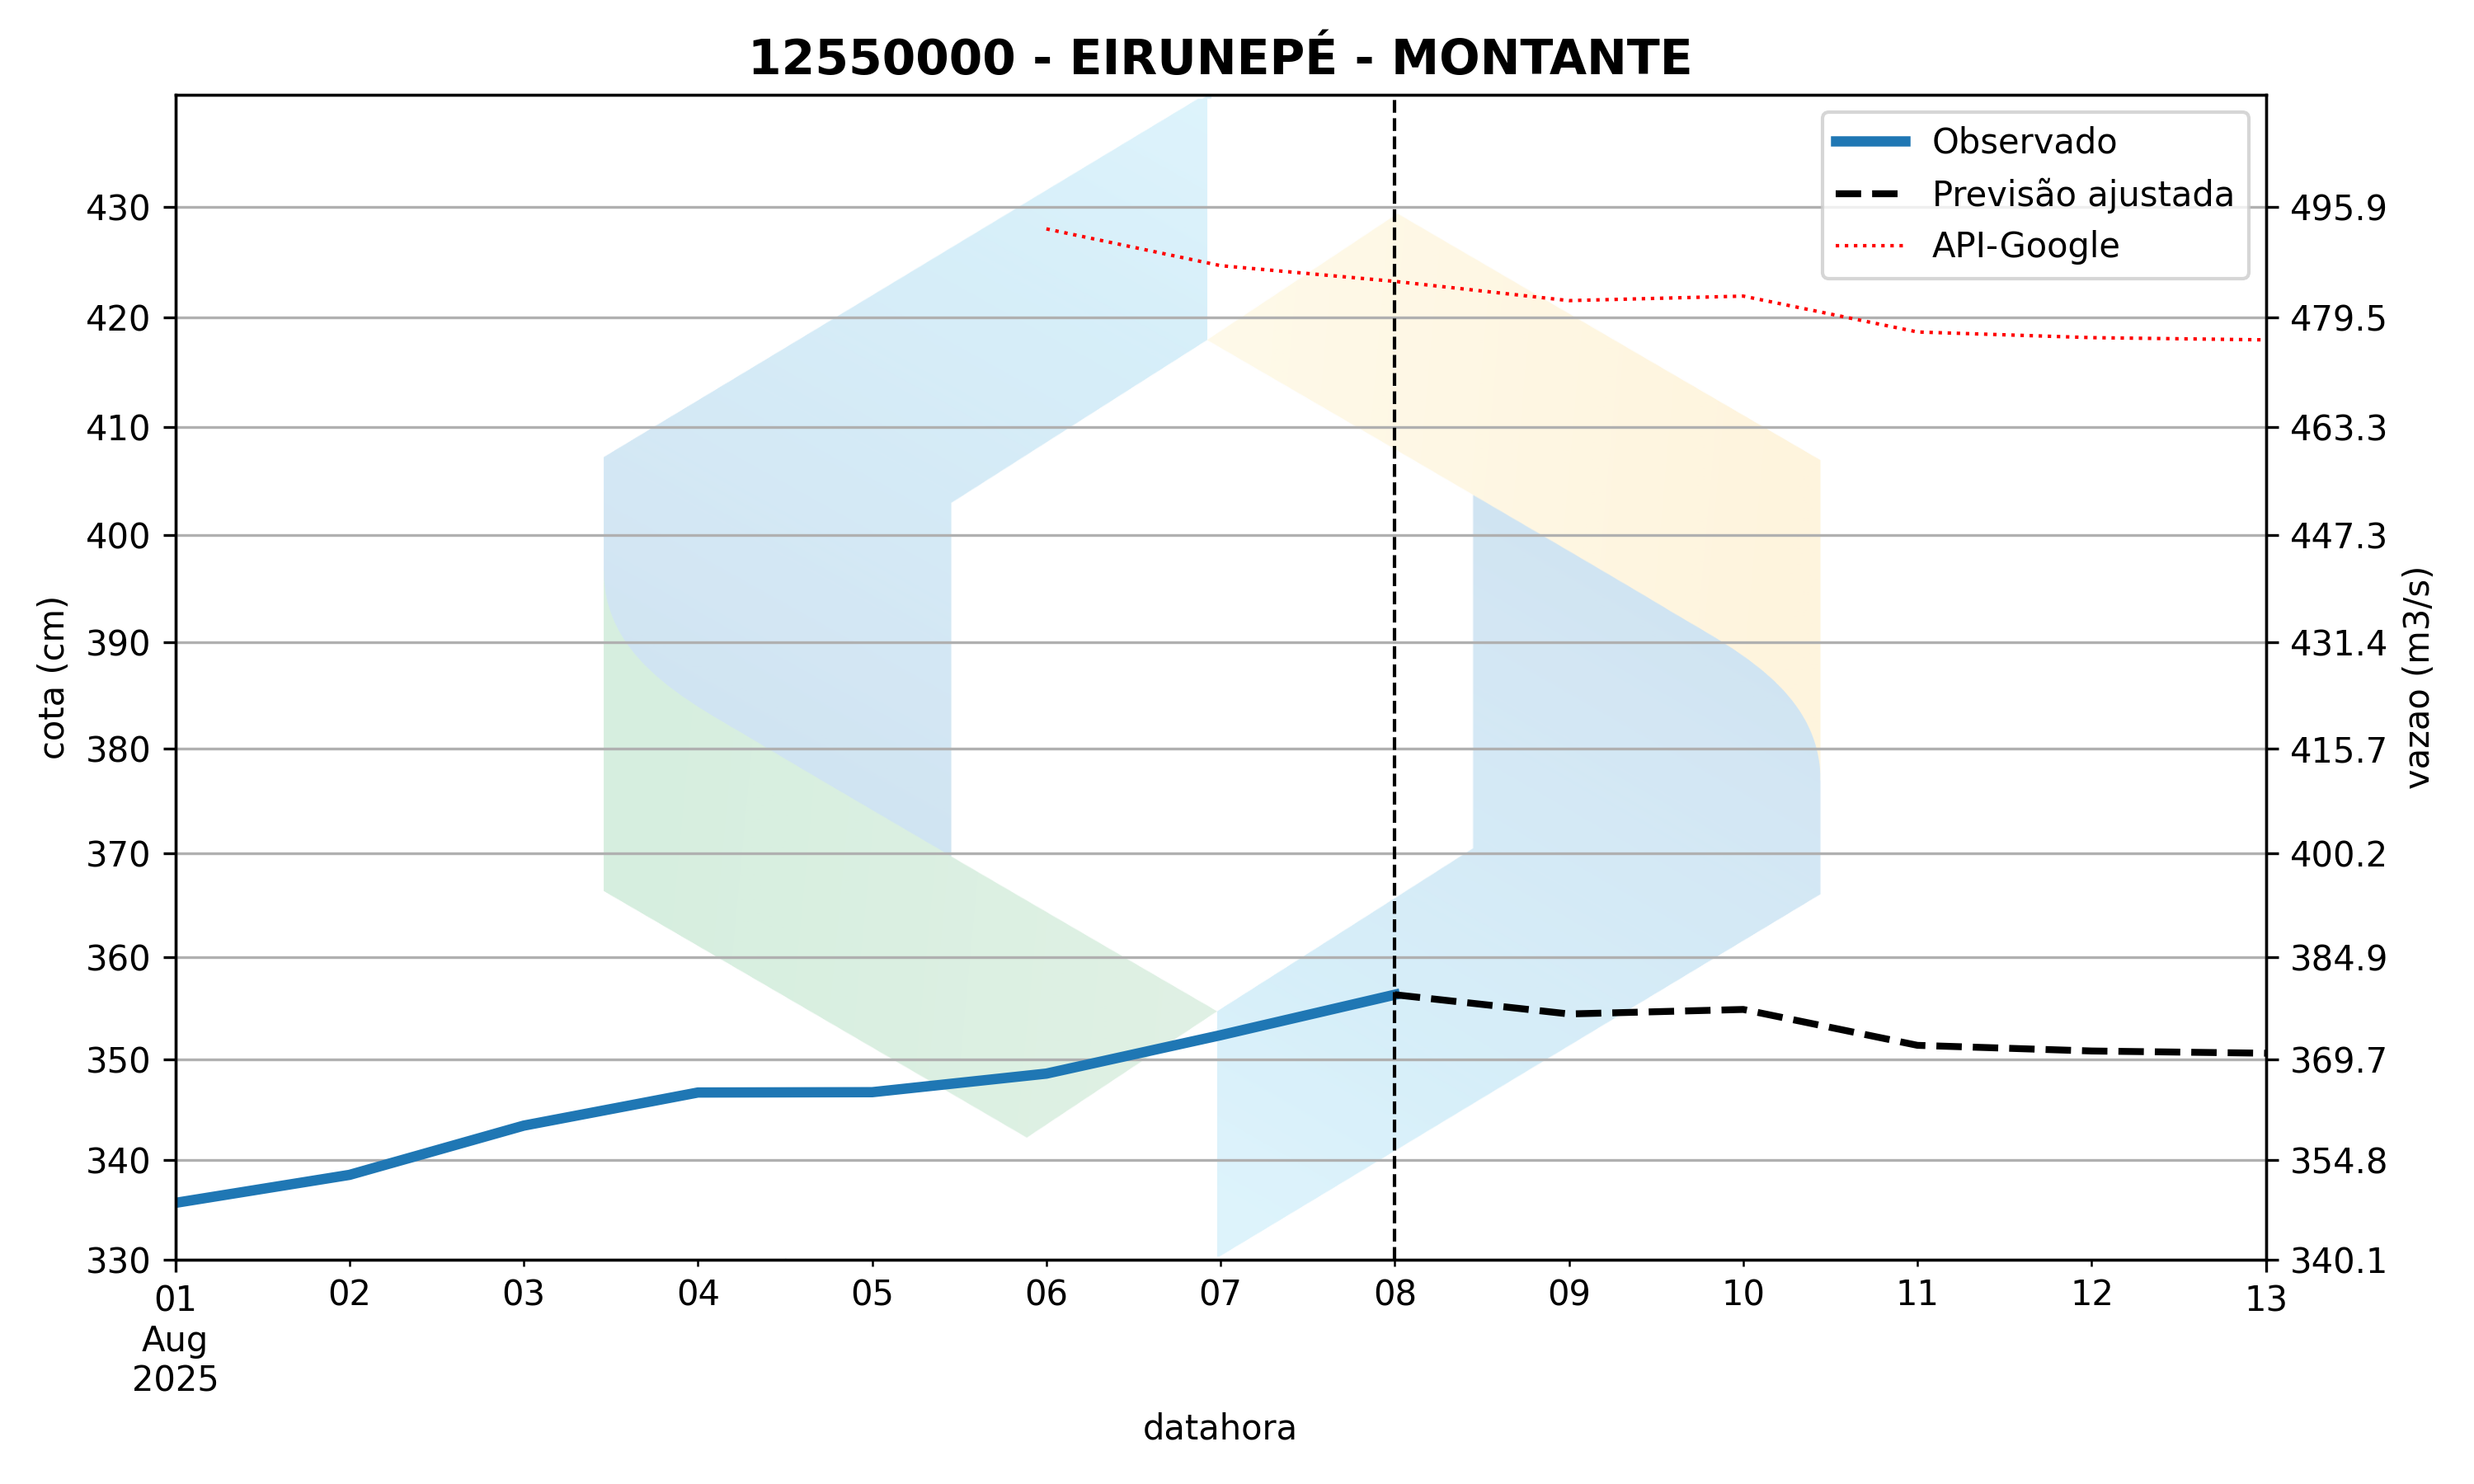 12550000 - EIRUNEPÉ - MONTANTE
Observado
Previsão ajustada
API-Google
430
420
410
400
390
380
370
360
350
340
330
cota (cm)
495.9
479.5
463.3
447.3
431.4
415.7
400.2
384.9
369.7
354.8
340.1
vazao (m3/s)
01 02 03 04 05 06 07 08 09 10 11 12 13
Aug
2025
datahora